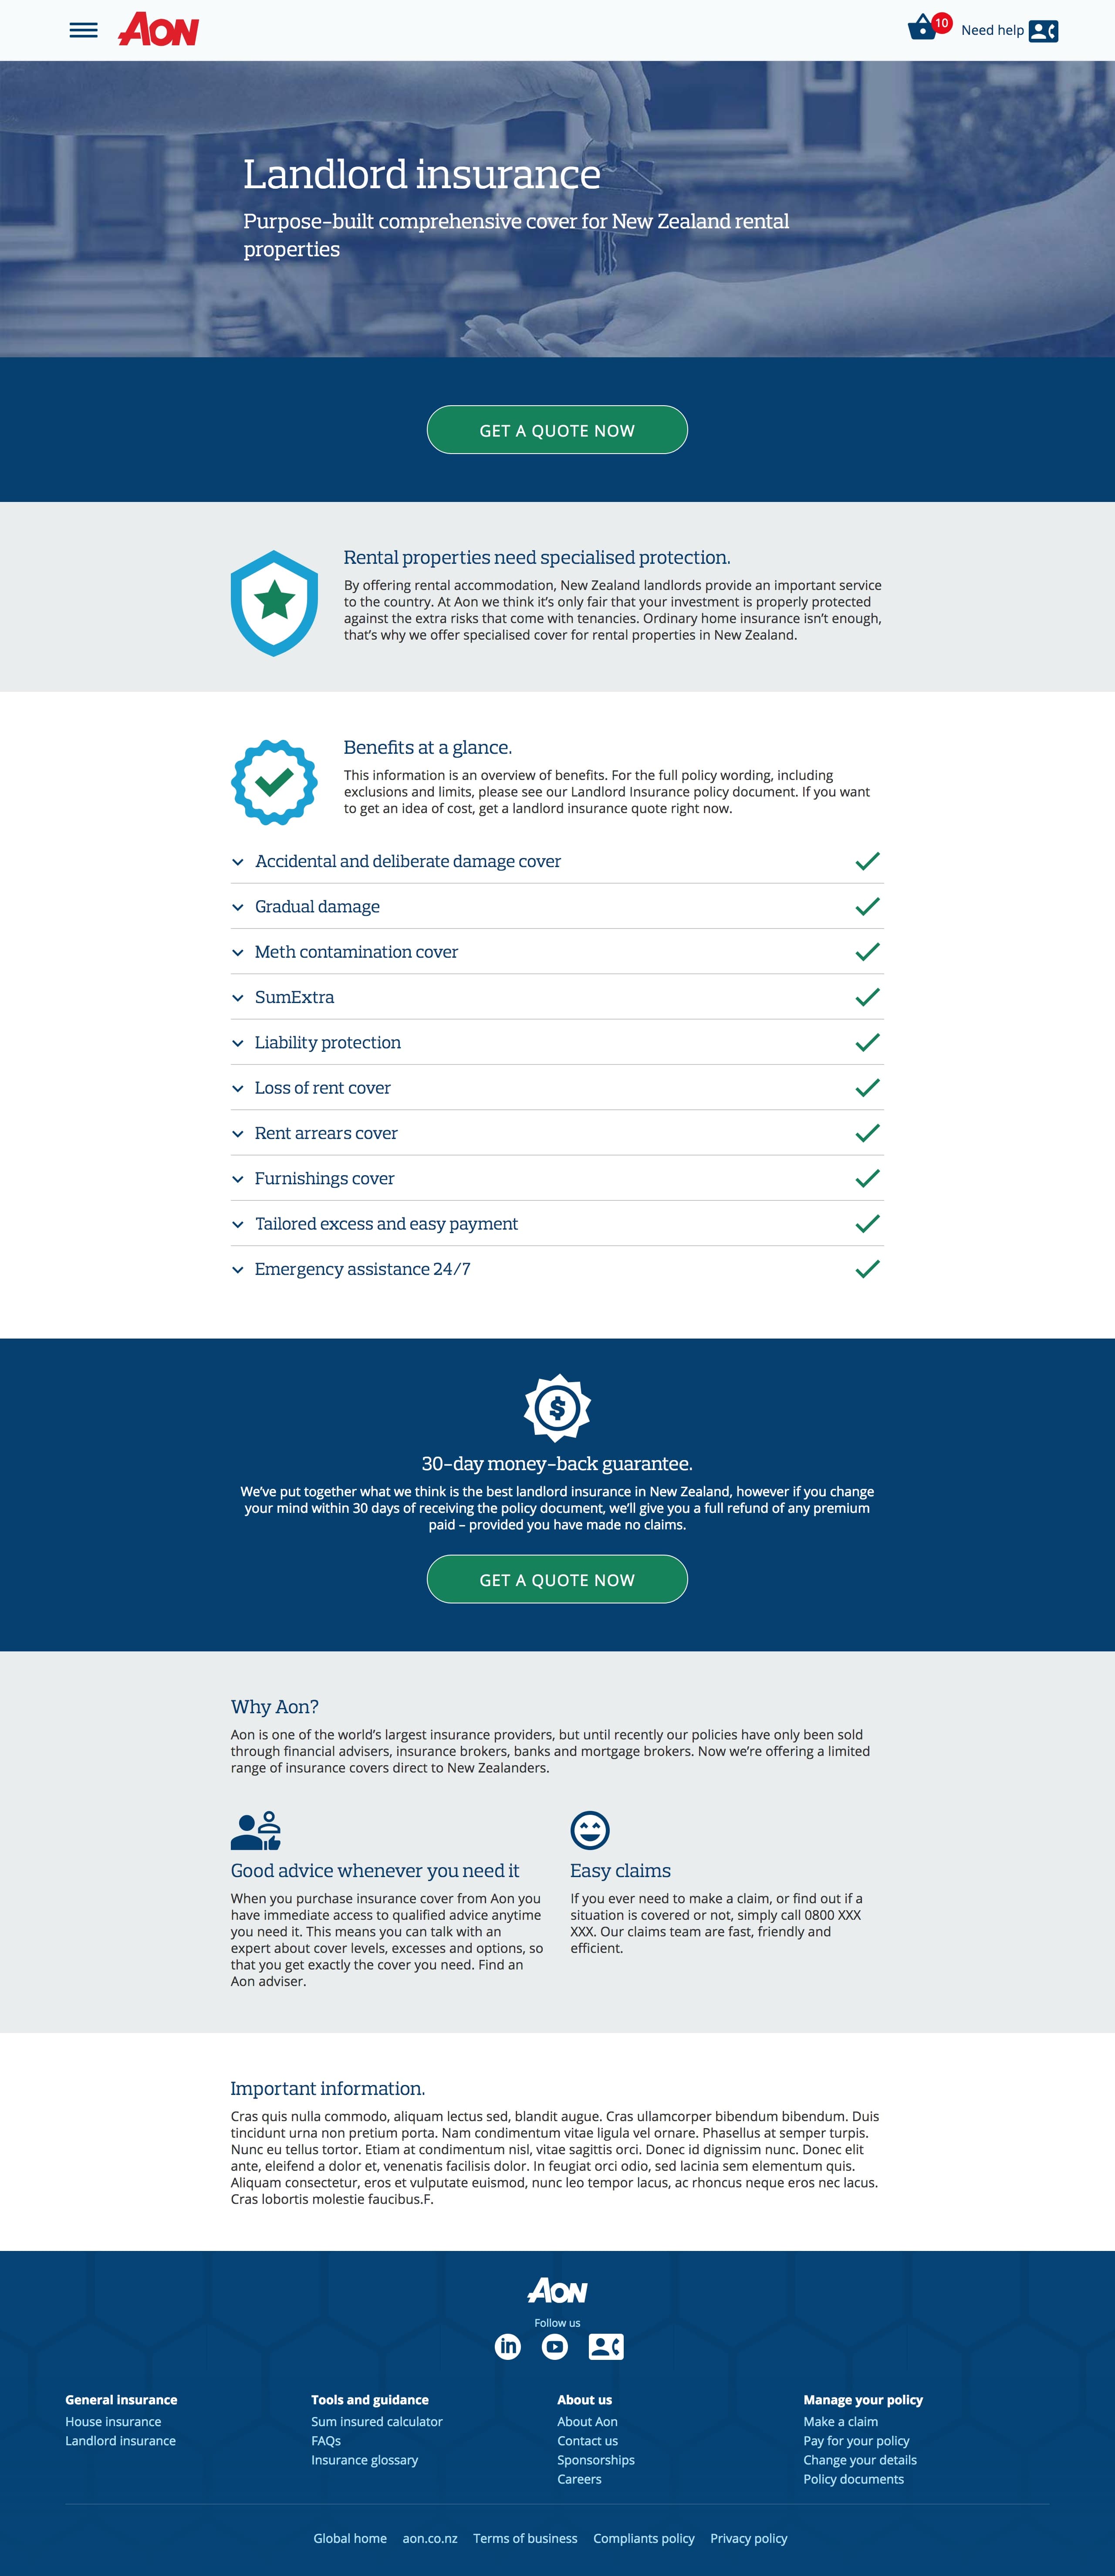 AON
10
Need help
Landlord insurance
Purpose-built comprehensive cover for New Zealand rental
properties
GET A QUOTE NOW
Rental properties need specialised protection.
By offering rental accommodation, New Zealand landlords provide an important service
to the country. At Aon we think it's only fair that your investment is properly protected
against the extra risks that come with tenancies. Ordinary home insurance isn't enough,
that's why we offer specialised cover for rental properties in New Zealand.
Benefits at a glance.
This information is an overview of benefits. For the full policy wording, including
exclusions and limits, please see our Landlord Insurance policy document. If you want
to get an idea of cost, get a landlord insurance quote right now.
Accidental and deliberate damage cover
Gradual damage
Meth contamination cover
SumExtra
Liability protection
Loss of rent cover
Rent arrears cover
Furnishings cover
Tailored excess and easy payment
Emergency assistance 24/7
$
30-day money-back guarantee.
We've put together what we think is the best landlord insurance in New Zealand, however if you change
your mind within 30 days of receiving the policy document, we'll give you a full refund of any premium
paid – provided you have made no claims.
GET A QUOTE NOW
Why Aon?
Aon is one of the world's largest insurance providers, but until recently our policies have only been sold
through financial advisers, insurance brokers, banks and mortgage brokers. Now we're offering a limited
range of insurance covers direct to New Zealanders.
Good advice whenever you need it
When you purchase insurance cover from Aon you
have immediate access to qualified advice anytime
you need it. This means you can talk with an
expert about cover levels, excesses and options, so
that you get exactly the cover you need. Find an
Aon adviser.
Easy claims
If you ever need to make a claim, or find out if a
situation is covered or not, simply call 0800 XXX
XXX. Our claims team are fast, friendly and
efficient.
Important information.
Cras quis nulla commodo, aliquam lectus sed, blandit augue. Cras ullamcorper bibendum bibendum. Duis
tincidunt urna non pretium porta. Nam condimentum vitae ligula vel ornare. Phasellus at semper turpis.
Nunc eu tellus tortor. Etiam at condimentum nisl, vitae sagittis orci. Donec id dignissim nunc. Donec elit
ante, eleifend a dolor et, venenatis facilisis dolor. In feugiat orci odio, sed lacinia sem elementum quis.
Aliquam consectetur, eros et vulputate euismod, nunc leo tempor lacus, ac rhoncus neque eros nec lacus.
Cras lobortis molestie faucibus.F.
AON
Follow us
in
General insurance
House insurance
Landlord insurance
Tools and guidance
Sum insured calculator
FAQs
Insurance glossary
About us
About Aon
Contact us
Sponsorships
Careers
Manage your policy
Make a claim
Pay for your policy
Change your details
Policy documents
Global home aon.co.nz Terms of business Compliants policy Privacy policy